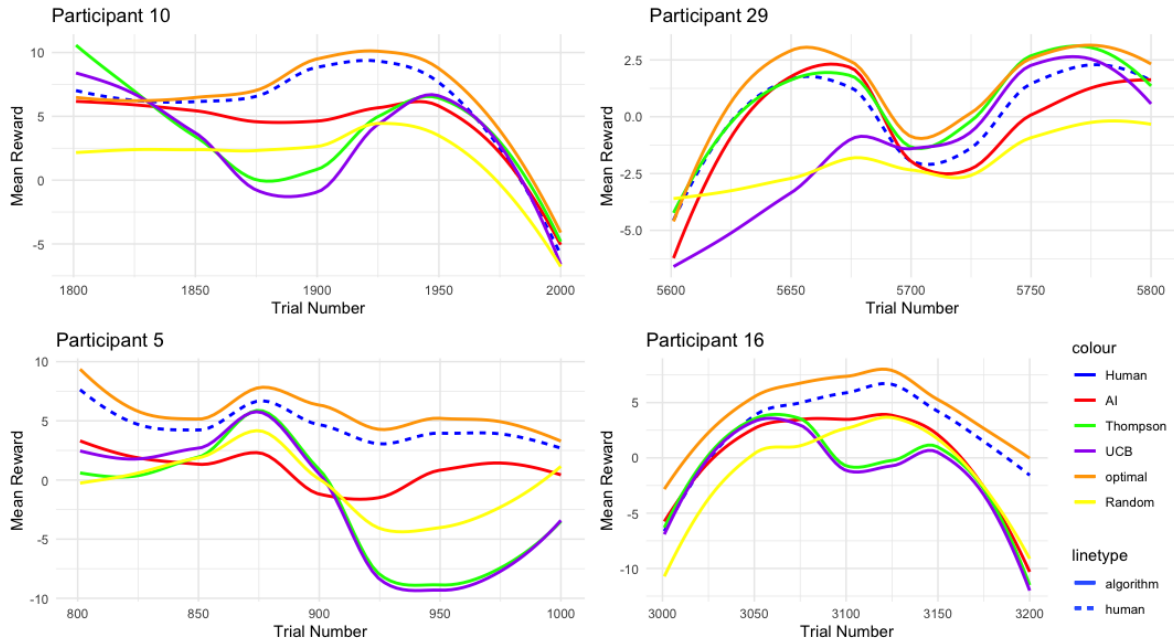 Participant 10
Mean Reward
10
5
0
-5
1800
1850
1900
1950
2000
Trial Number
Participant 29
Mean Reward
2.5
0.0
-2.5
-5.0
5600
5650
5700
5750
5800
Trial Number
Participant 5
Mean Reward
10
5
0
-5
-10
800
850
900
950
1000
Trial Number
Participant 16
Mean Reward
5
0
-5
-10
3000
3050
3100
3150
3200
Trial Number
colour
Human
AI
Thompson
UCB
optimal
Random
linetype
algorithm
human